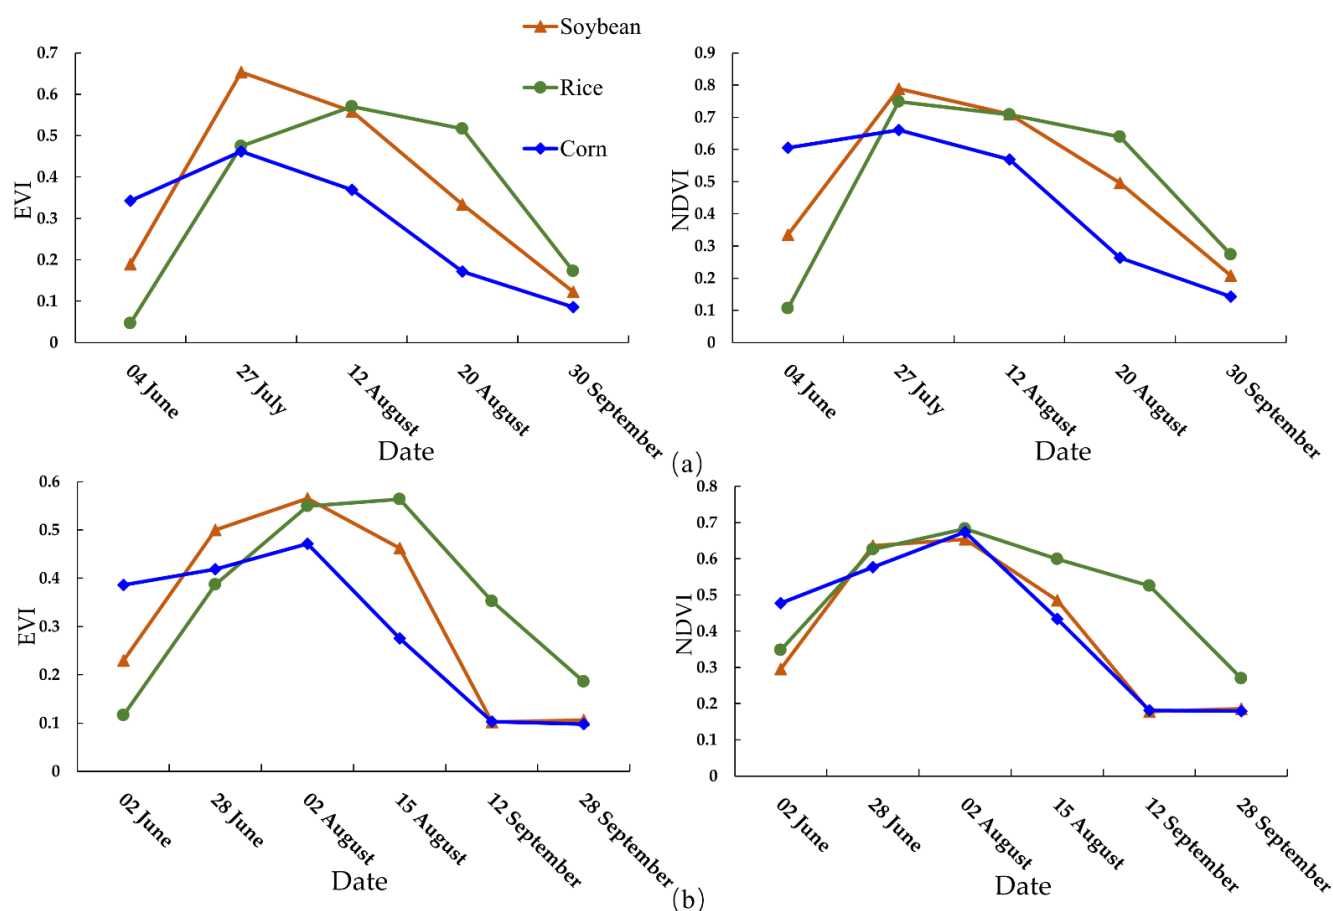 Soybean
Rice
Corn
0.7
0.6
0.5
0.4
0.3
0.2
0.1
0
EVI
04 June
27 July
12 August
20 August
30 September
Date
0.9
0.8
0.7
0.6
0.5
0.4
0.3
0.2
0.1
0
NDVI
04 June
27 July
12 August
20 August
30 September
Date
(a)
0.6
0.5
0.4
0.3
0.2
0.1
0
EVI
02 June
28 June
02 August
15 August
12 September
28 September
Date
0.8
0.7
0.6
0.5
0.4
0.3
0.2
0.1
0
NDVI
02 June
28 June
02 August
15 August
12 September
28 September
Date
(b)